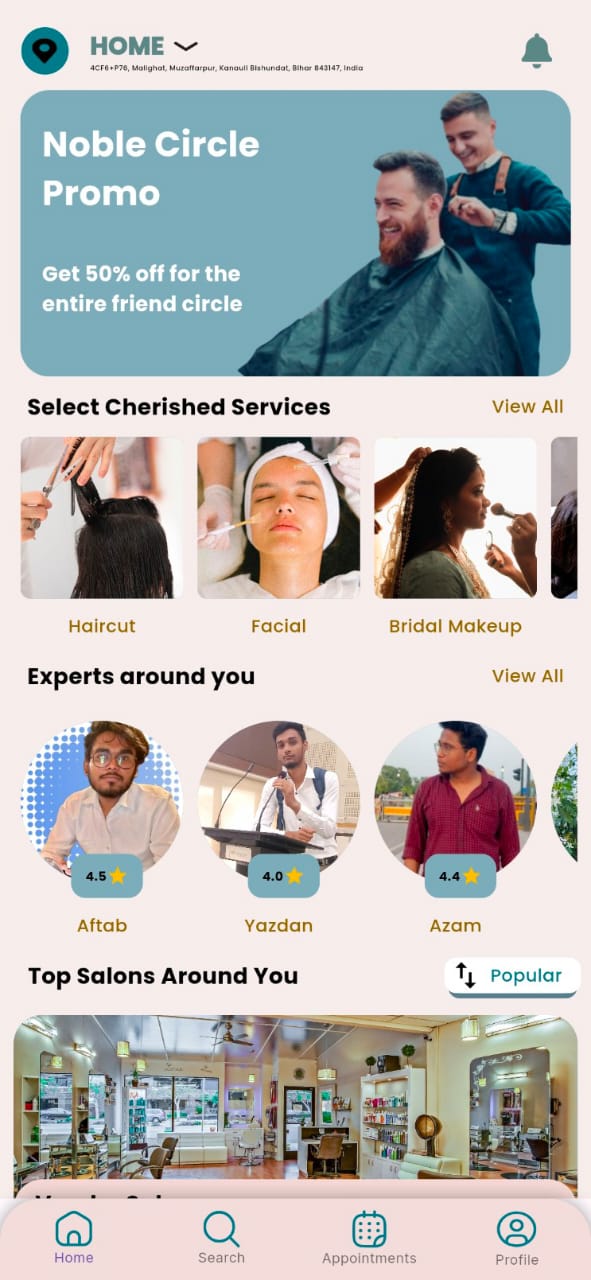 HOME
4CF6+P76, Malighat, Muzaffarpur, Kanauli Bishundat, Bihar 843147, India
Noble Circle
Promo
Get 50% off for the
entire friend circle
Select Cherished Services
View All
Haircut
Facial
Bridal Makeup
Experts around you
View All
4.5
4.0
4.4
Aftab
Yazdan
Azam
Top Salons Around You
Popular
Home
Search
Appointments
Profile